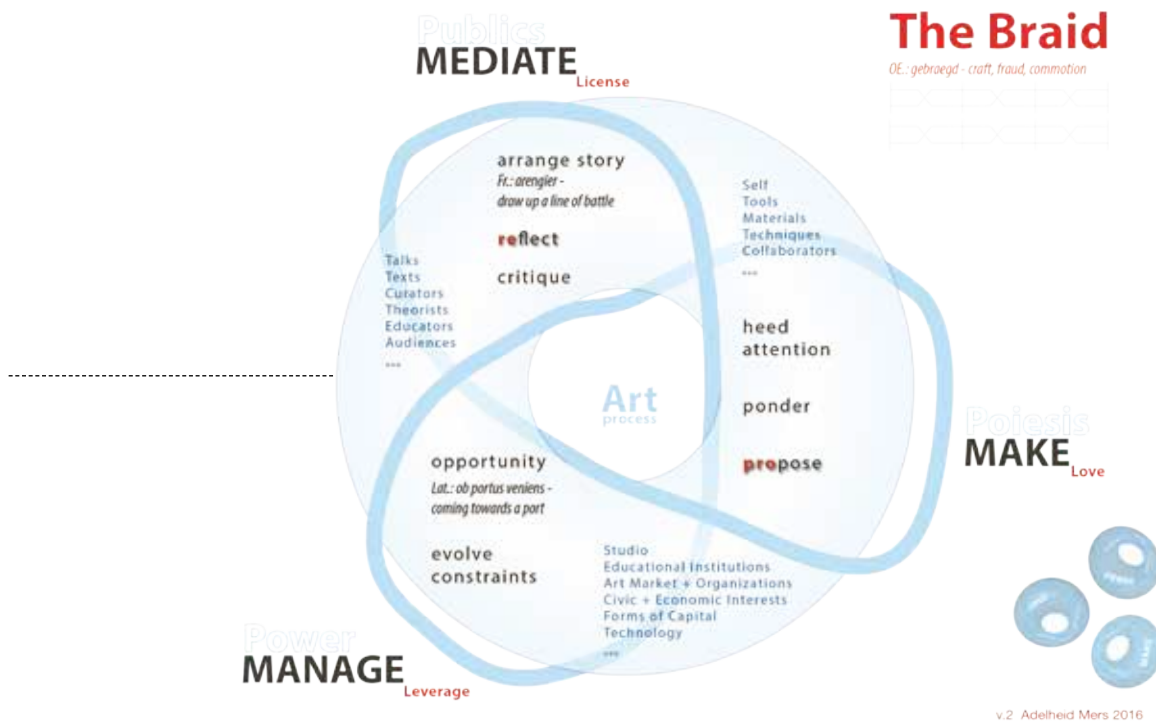 Publics
MEDIATE
License
The Braid
OE.: gebraegd - craft, fraud, commotion
arrange story
Fr.: arengier -
draw up a line of battle
reflect
critique
Talks
Texts
Curators
Theorists
Educators
Audiences
...
Self
Tools
Materials
Techniques
Collaborators
...
heed
attention
ponder
propose
Art
process
Poiesis
MAKE
Love
opportunity
Lat.: ob portus veniens -
coming towards a port
evolve
constraints
Studio
Educational Institutions
Art Market + Organizations
Civic + Economic Interests
Forms of Capital
Technology
...
Power
MANAGE
Leverage
v.2 Adelheid Mers 2016